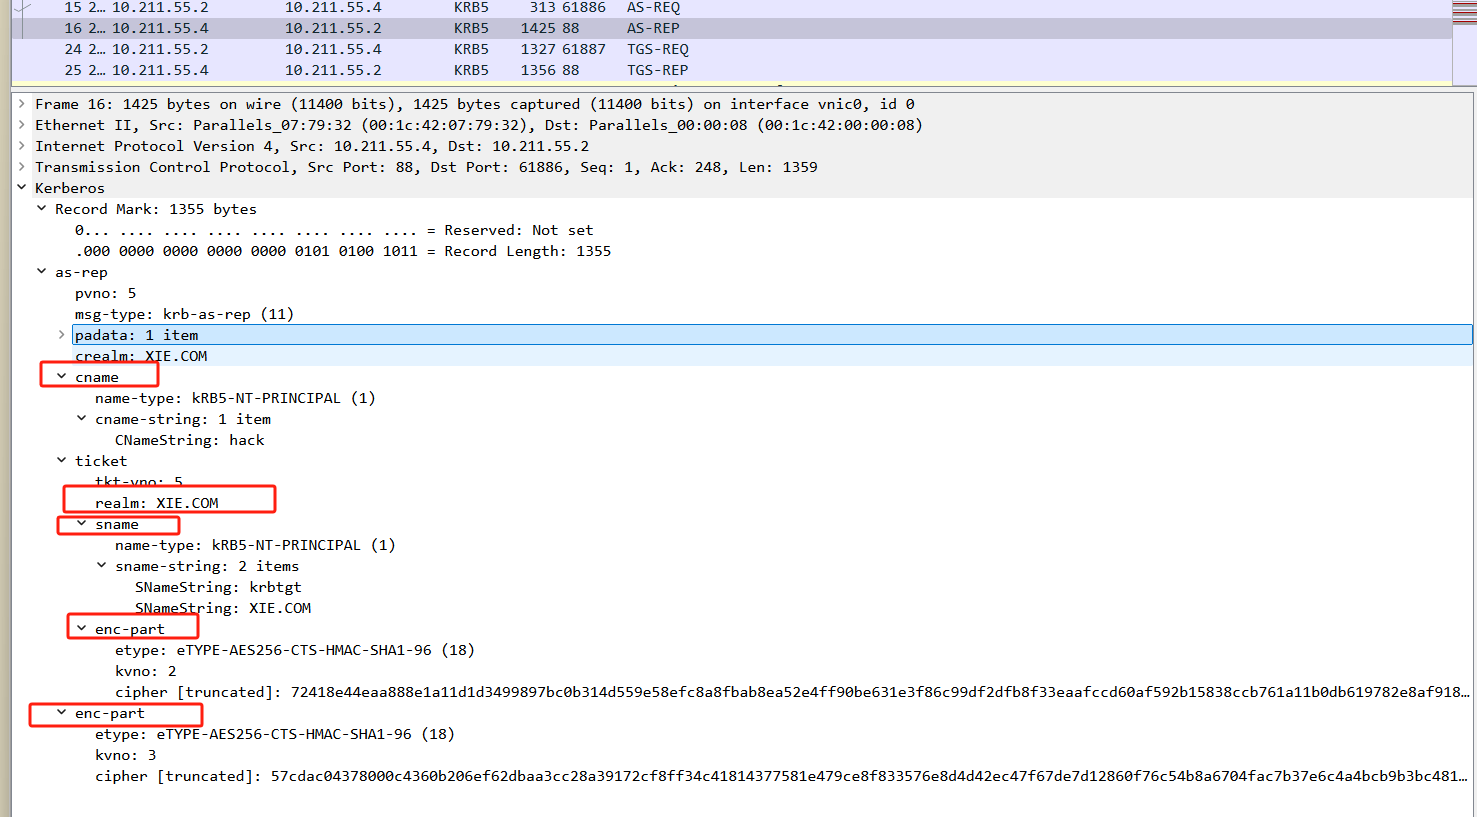 15 2… 10.211.55.2 10.211.55.4 KRB5 313 61886 AS-REQ
16 2… 10.211.55.4 10.211.55.2 KRB5 1425 88 AS-REP
24 2… 10.211.55.2 10.211.55.4 KRB5 1327 61887 TGS-REQ
25 2… 10.211.55.4 10.211.55.2 KRB5 1356 88 TGS-REP
Frame 16: 1425 bytes on wire (11400 bits), 1425 bytes captured (11400 bits) on interface vnic0, id 0
Ethernet II, Src: Parallels_07:79:32 (00:1c:42:07:79:32), Dst: Parallels_00:00:08 (00:1c:42:00:00:08)
Internet Protocol Version 4, Src: 10.211.55.4, Dst: 10.211.55.2
Transmission Control Protocol, Src Port: 88, Dst Port: 61886, Seq: 1, Ack: 248, Len: 1359
Kerberos
Record Mark: 1355 bytes
0... .... .... .... .... .... .... .... = Reserved: Not set
.000 0000 0000 0000 0000 0101 0100 1011 = Record Length: 1355
as-rep
pvno: 5
msg-type: krb-as-rep (11)
padata: 1 item
crealm: XIE.COM
cname
name-type: kRB5-NT-PRINCIPAL (1)
cname-string: 1 item
CNameString: hack
ticket
tkt-vno: 5
realm: XIE.COM
sname
name-type: kRB5-NT-PRINCIPAL (1)
sname-string: 2 items
SNameString: krbtgt
SNameString: XIE.COM
enc-part
etype: eTYPE-AES256-CTS-HMAC-SHA1-96 (18)
kvno: 2
cipher [truncated]: 72418e44eaa888e1a11d1d3499897bc0b314d559e58efc8a8fbab8ea52e4ff90be631e3f86c99df2dfb8f33eaafccd60af592b15838ccb761a11b0db619782e8af918…
enc-part
etype: eTYPE-AES256-CTS-HMAC-SHA1-96 (18)
kvno: 3
cipher [truncated]: 57cdac04378000c4360b206ef62dbaa3cc28a39172cf8ff34c41814377581e479ce8f833576e8d4d42ec47f67de7d12860f76c54b8a6704fac7b37e6c4a4bcb9b3bc481…